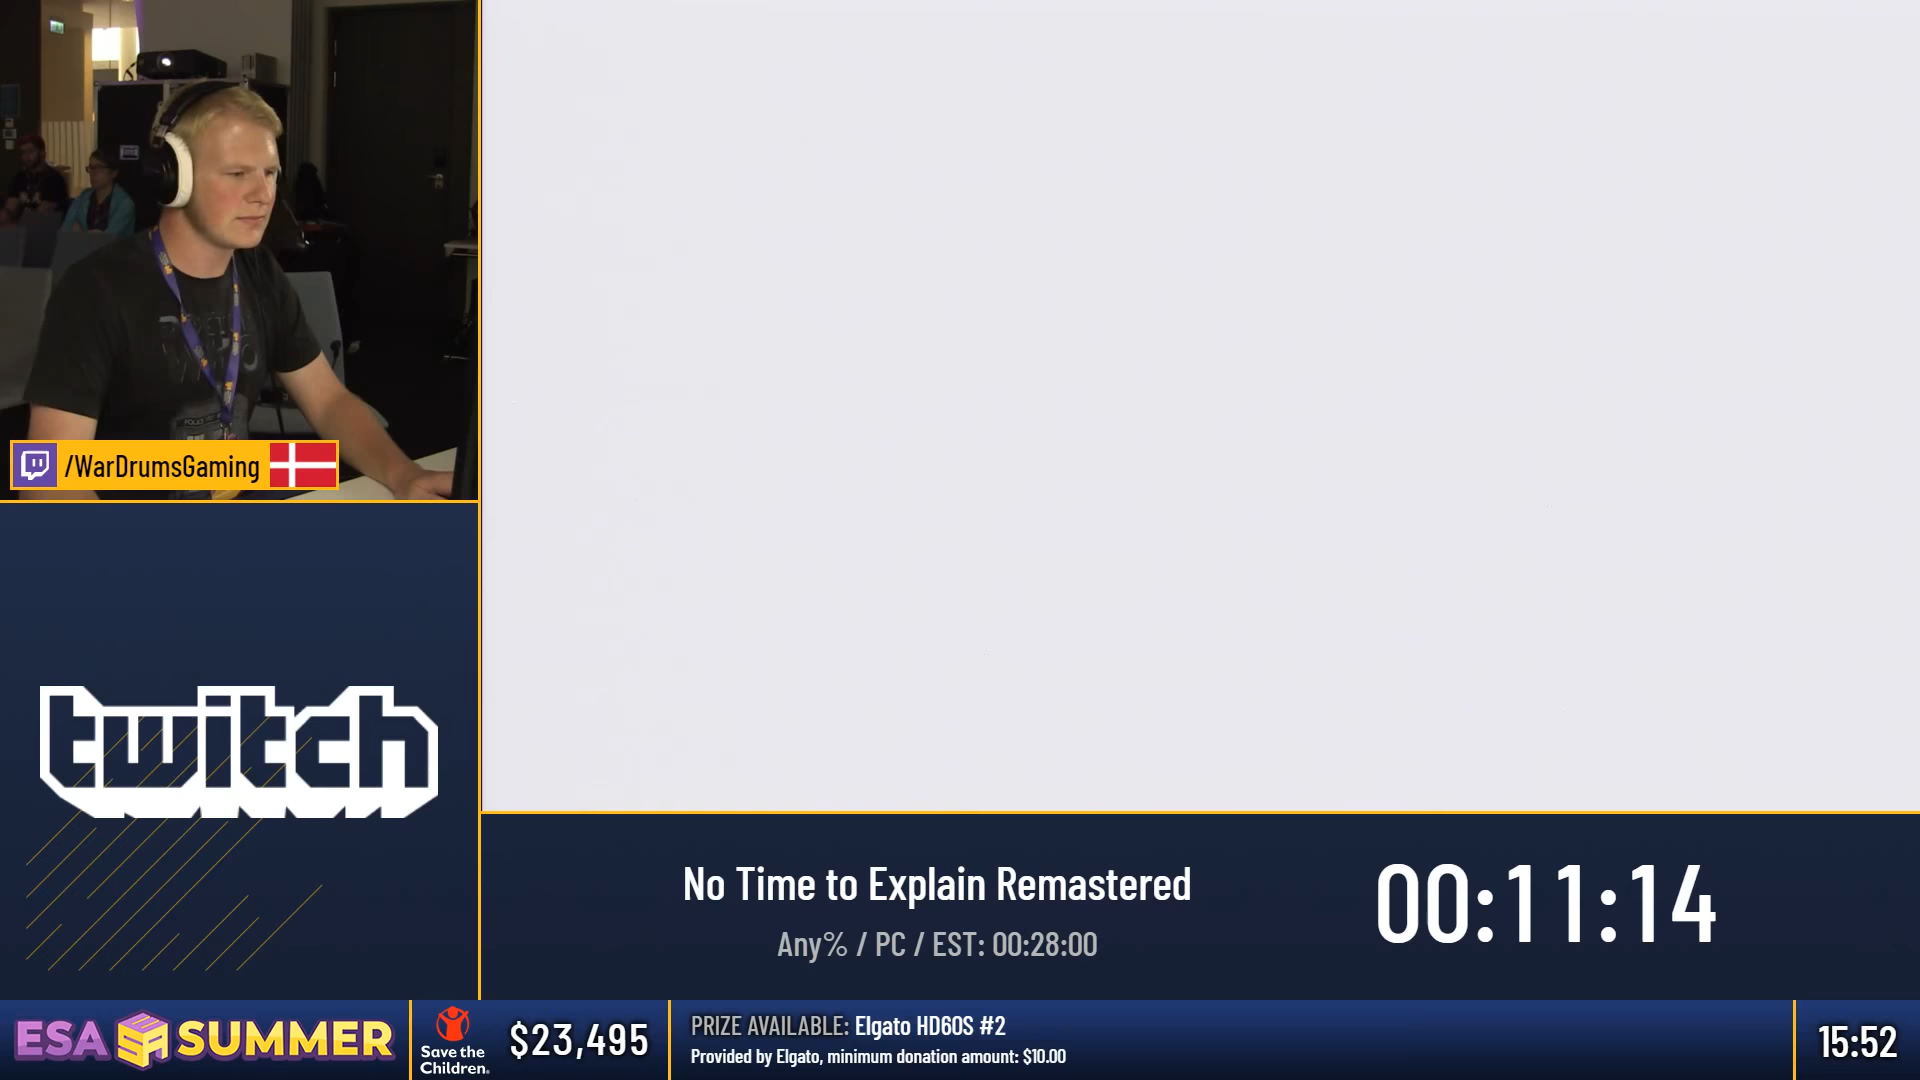 /WarDrumsGaming
twitch
No Time to Explain Remastered
Any% / PC / EST: 00:28:00
00:11:14
ESA SUMMER
Save the
Children.
$23,495
PRIZE AVAILABLE: Elgato HD60S #2
Provided by Elgato, minimum donation amount: $10.00
15:52